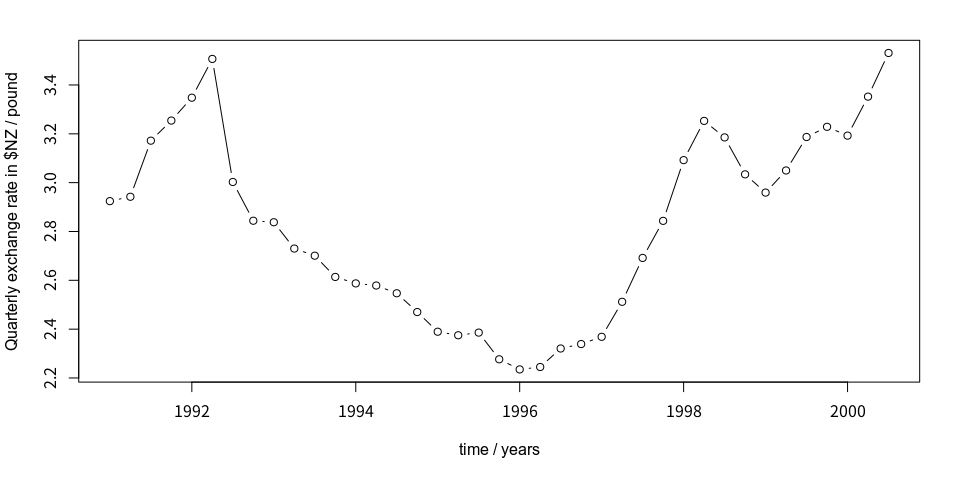 Quarterly exchange rate in $NZ / pound
3.4
3.2
3.0
2.8
2.6
2.4
2.2
1992 1994 1996 1998 2000
time / years